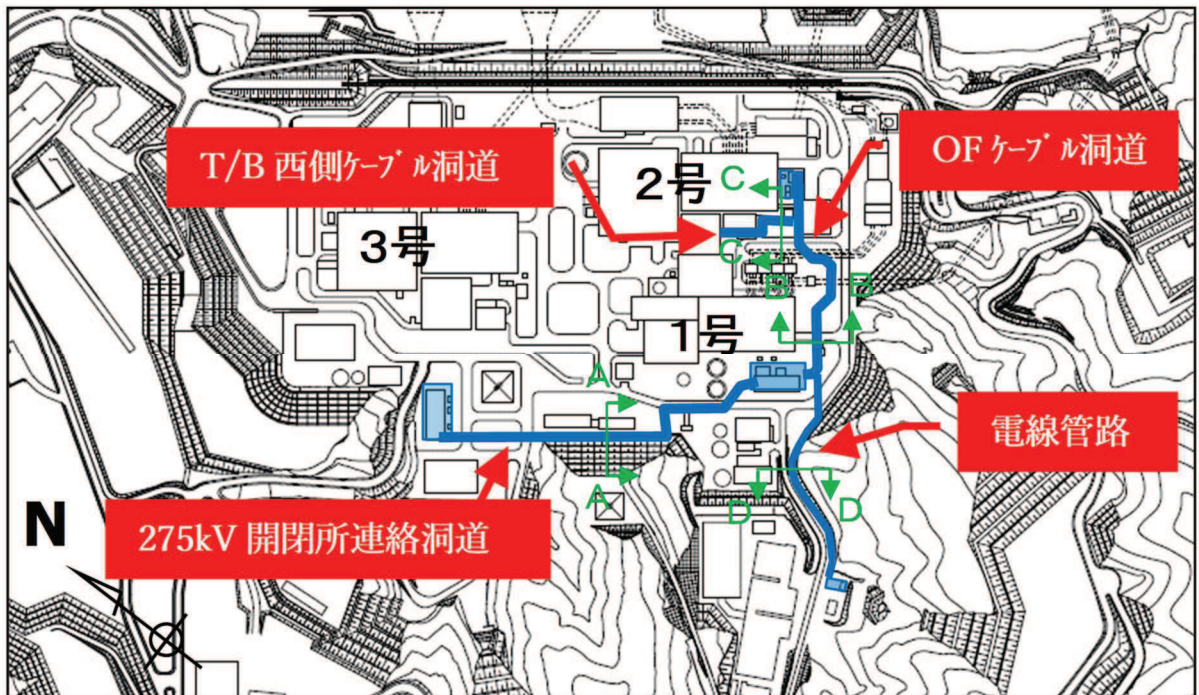 T/B 西側ケーブル洞道
OF ケーブル洞道
2号
C
C
3号
B
B
1号
A
A
電線管路
D
D
275kV 開閉所連絡洞道
N